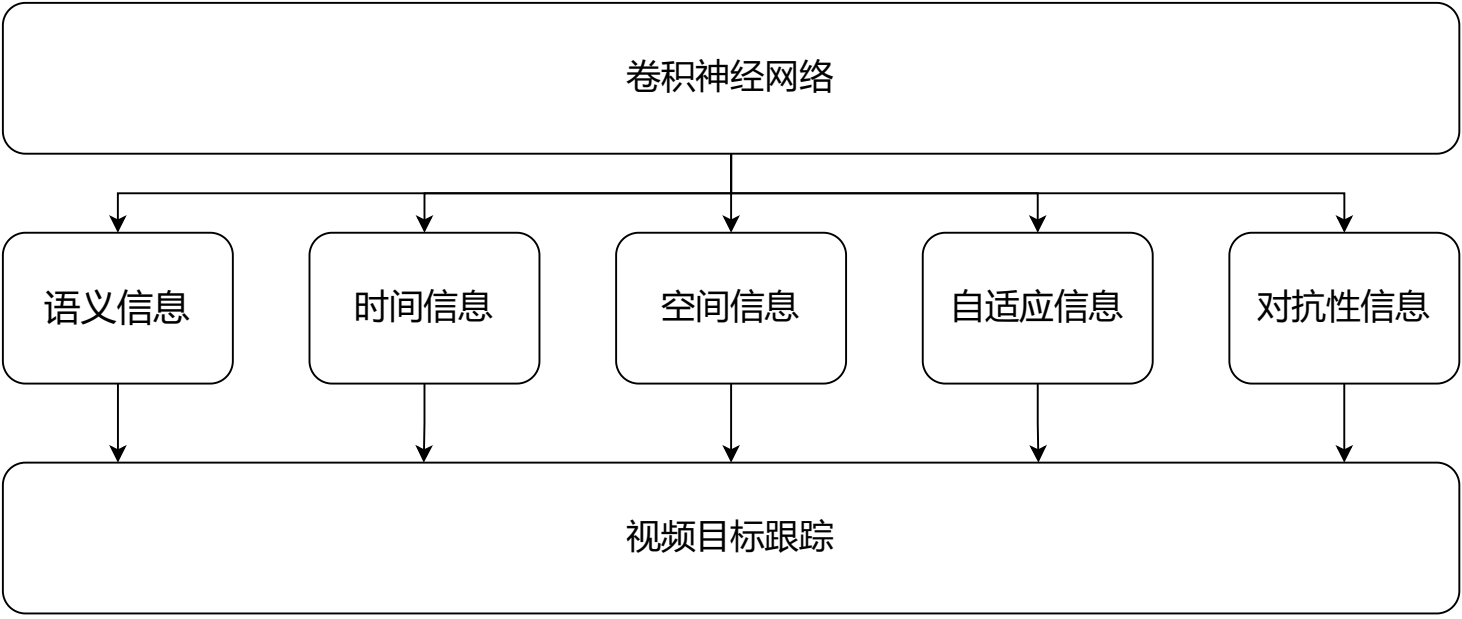 卷积神经网络
语义信息
时间信息
空间信息
自适应信息
对抗性信息
视频目标跟踪